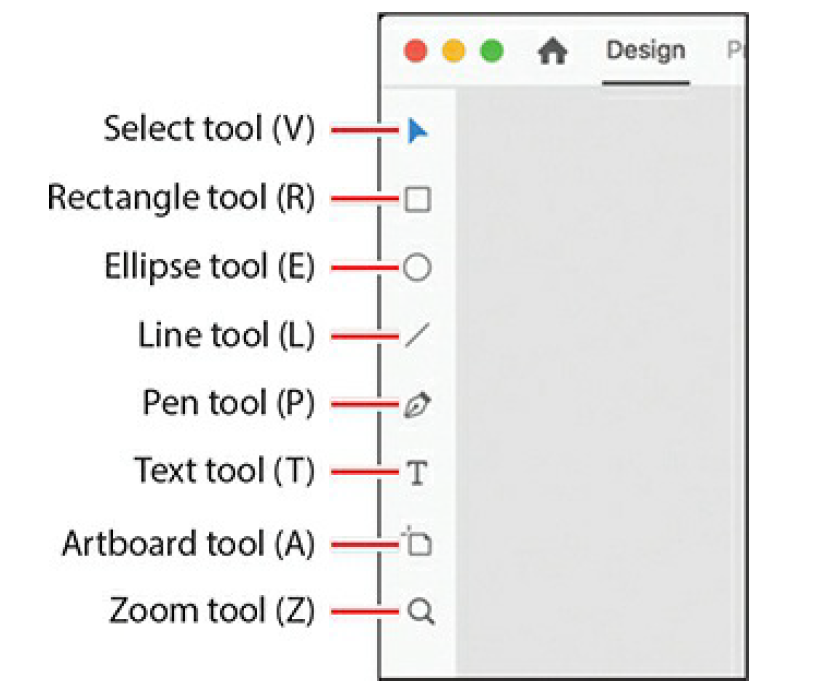 Design
Select tool (V)
Rectangle tool (R)
Ellipse tool (E)
Line tool (L)
Pen tool (P)
Text tool (T)
Artboard tool (A)
Zoom tool (Z)